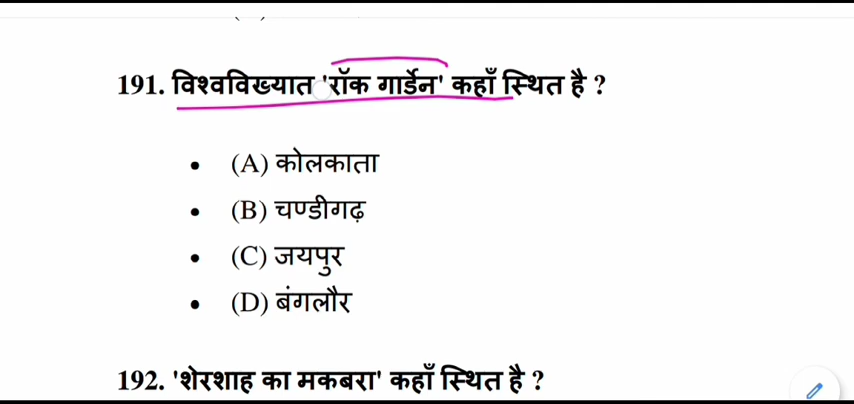 191. विश्वविख्यात 'रॉक गार्डेन' कहाँ स्थित है ?
• (A) कोलकाता
• (B) चण्डीगढ़
• (C) जयपुर
• (D) बंगलौर
192. 'शेरशाह का मकबरा' कहाँ स्थित है ?